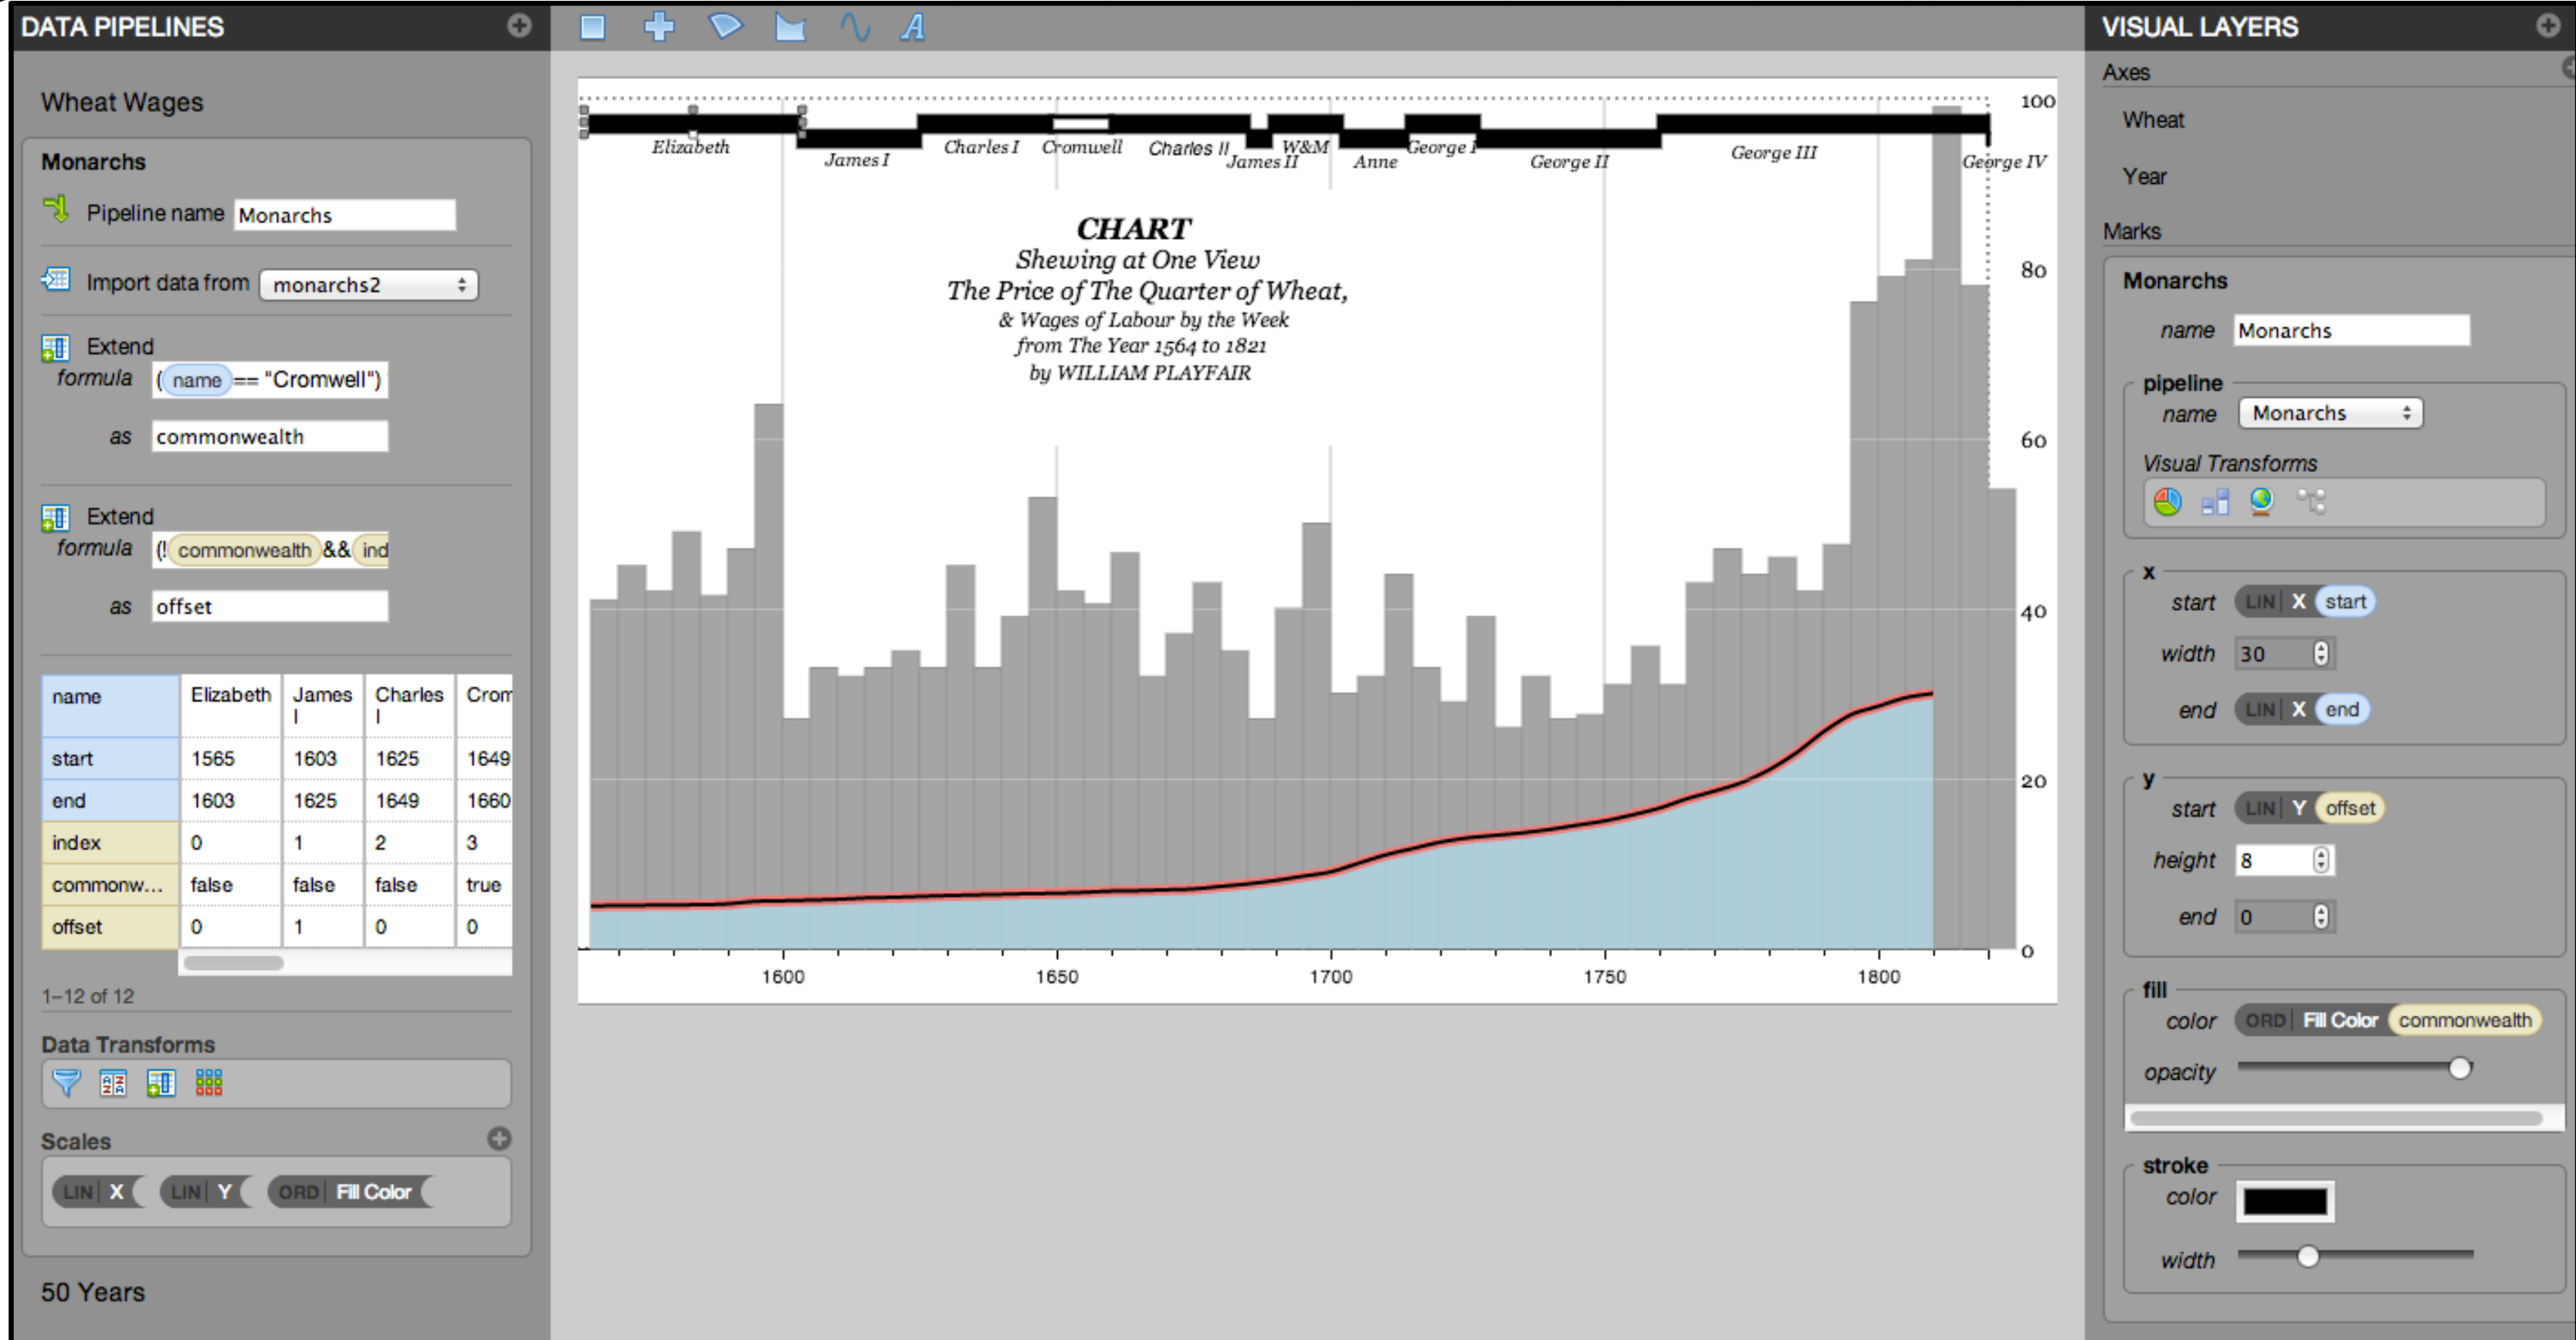 DATA PIPELINES
Wheat Wages
Monarchs
Pipeline name Monarchs
Import data from monarchs2
Extend
formula (name == "Cromwell")
as commonwealth
Extend
formula (! commonwealth && ind
as offset
name Elizabeth James I Charles I Crom
start 1565 1603 1625 1649
end 1603 1625 1649 1660
index 0 1 2 3
commonw... false false false true
offset 0 1 0 0
1–12 of 12
Data Transforms
Scales
LIN X LIN Y ORD Fill Color
50 Years
A
100
80
60
40
20
0
Elizabeth
James I
Charles I
Cromwell
Charles II
James II
W&M
Anne
George I
George II
George III
George IV
CHART
Shewing at One View
The Price of The Quarter of Wheat,
& Wages of Labour by the Week
from The Year 1564 to 1821
by WILLIAM PLAYFAIR
1600 1650 1700 1750 1800
VISUAL LAYERS
Axes
Wheat
Year
Marks
Monarchs
name Monarchs
pipeline
name Monarchs
Visual Transforms
x
start LIN X start
width 30
end LIN X end
y
start LIN Y offset
height 8
end 0
fill
color ORD Fill Color commonwealth
opacity
stroke
color
width